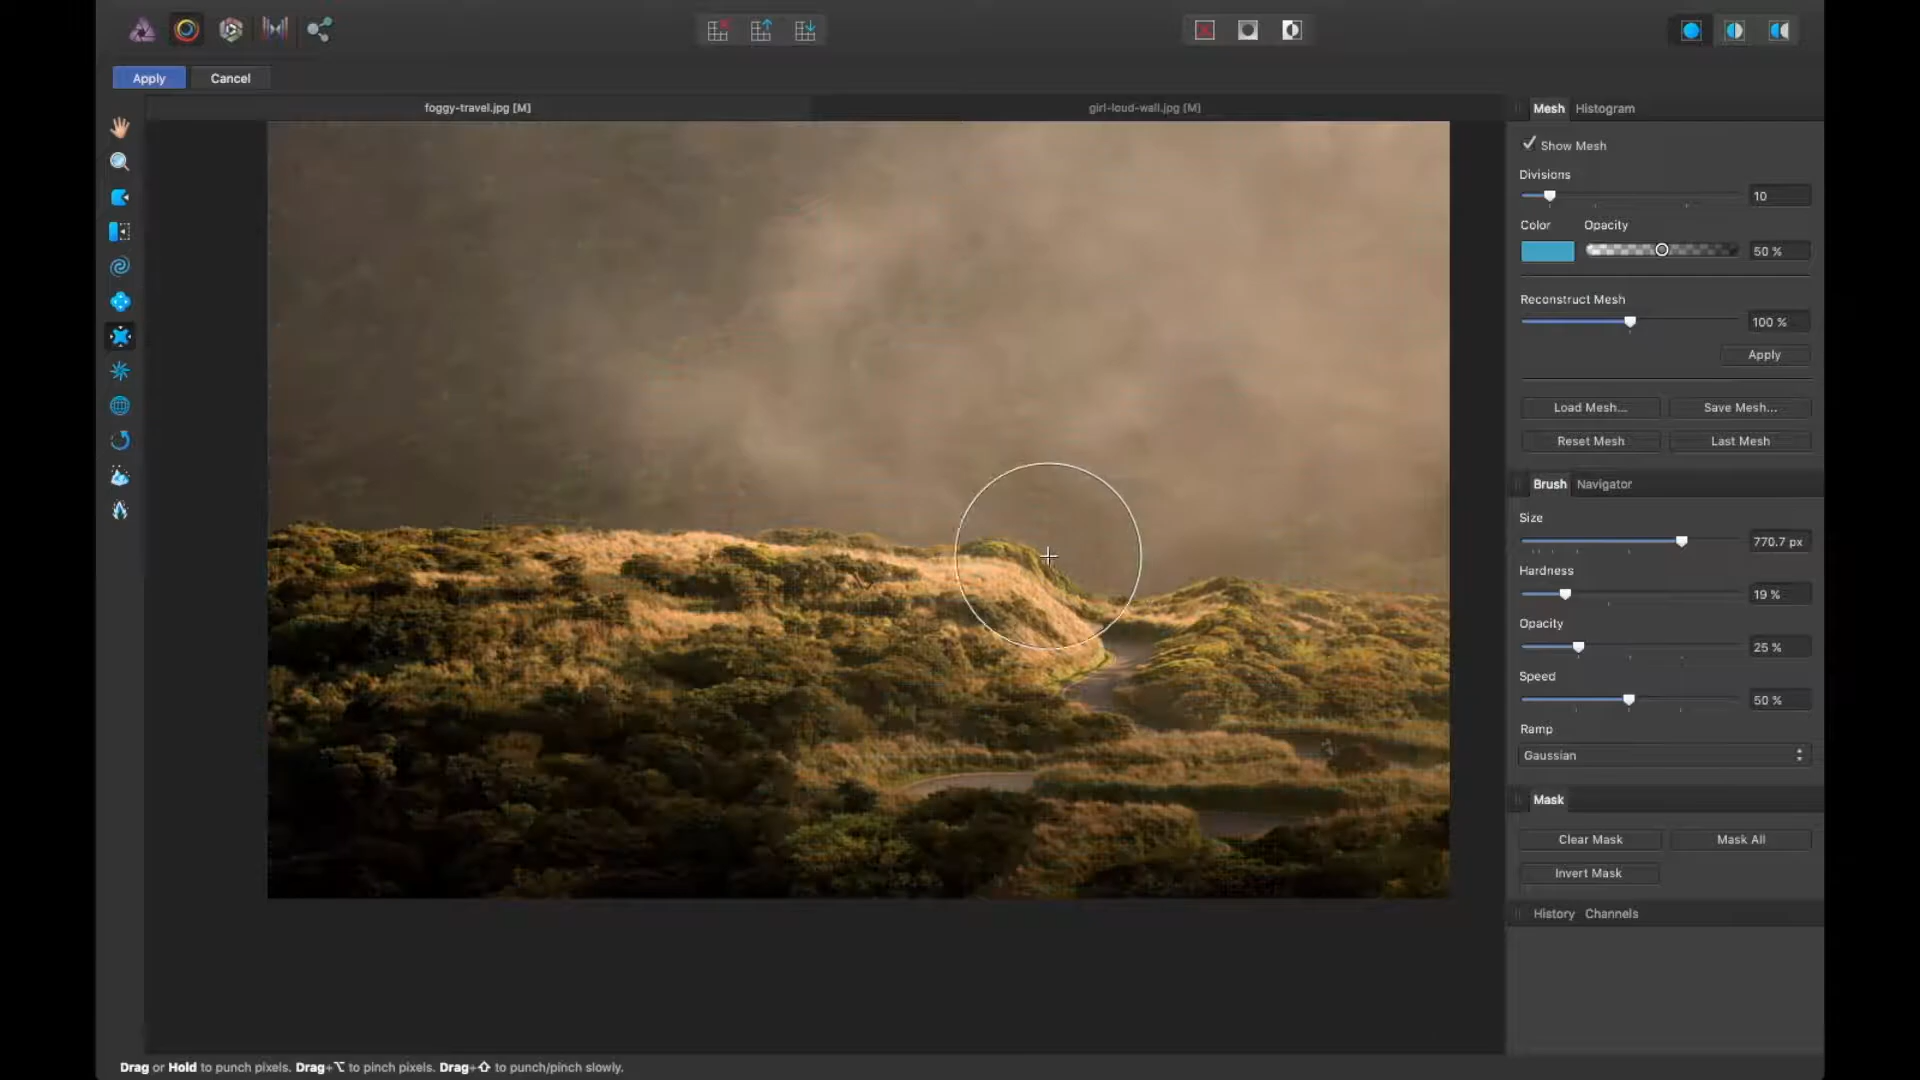 Apply Cancel
foggy-travel.jpg [M] girl-loud-wall.jpg [M]
Mesh Histogram
Show Mesh
Divisions
10
Color Opacity
50 %
Reconstruct Mesh
100 %
Apply
Load Mesh... Save Mesh...
Reset Mesh Last Mesh
Brush Navigator
Size
770.7 px
Hardness
19 %
Opacity
25 %
Speed
50 %
Ramp
Gaussian
Mask
Clear Mask Mask All
Invert Mask
History Channels
Drag or Hold to punch pixels. Drag+⌥ to pinch pixels. Drag+⇧ to punch/pinch slowly.